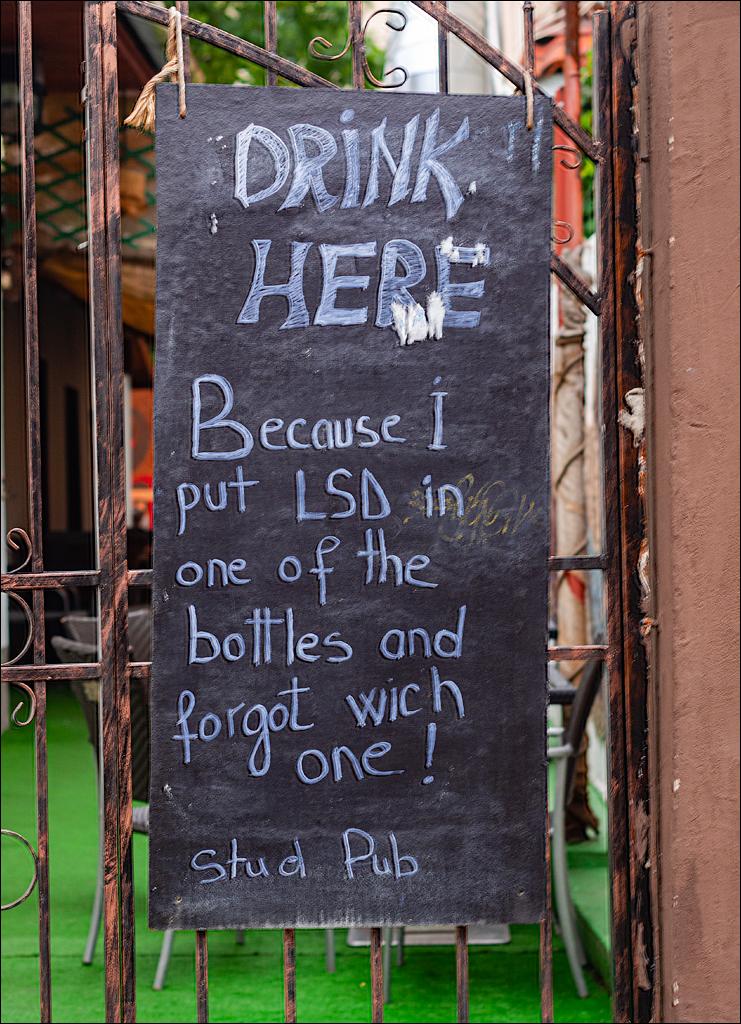 DRiNK
HERE
Because i
put LSD in
one of the
bottles and
forgot wich
one!
Stud Pub